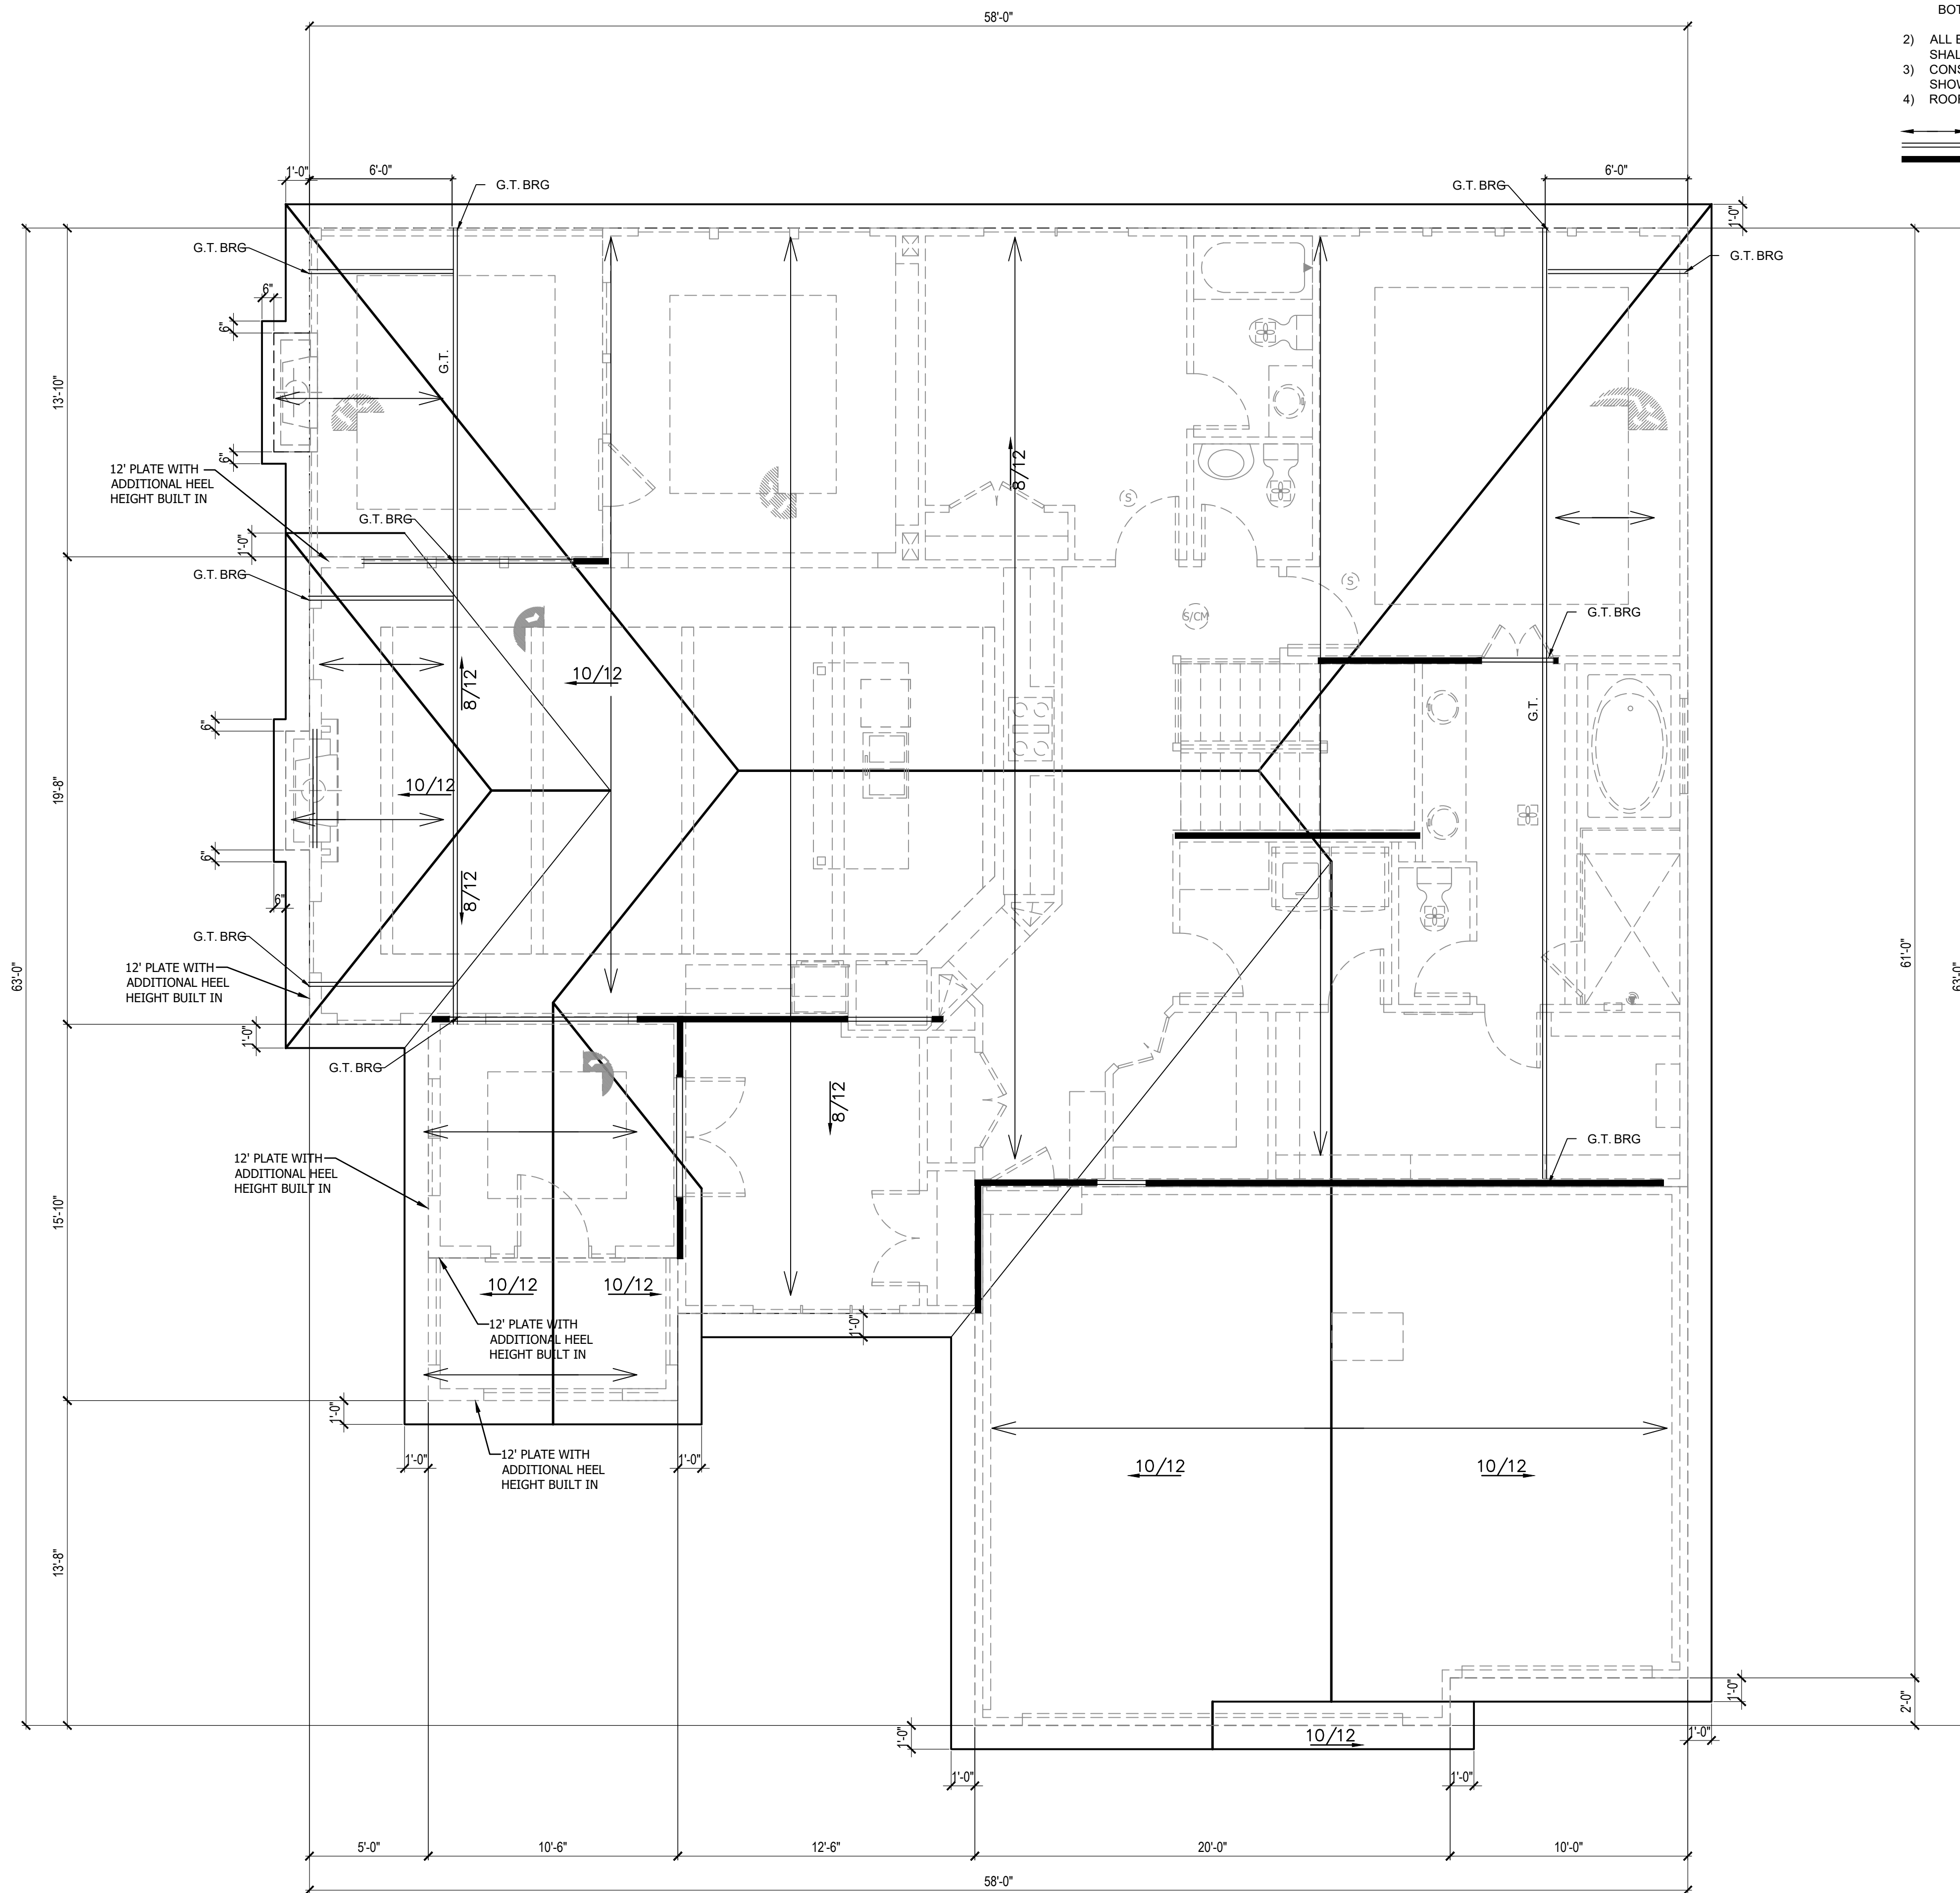 58'-0"
BOT
2) ALL E
SHAL
3) CONS
SHOW
4) ROOF
1'-0"
6'-0"
G.T. BRG
G.T. BRG
6'-0"
1'-0"
G.T. BRG
G.T. BRG
6"
6"
G.T.
13'-10"
6"
8/12
12' PLATE WITH
ADDITIONAL HEEL
HEIGHT BUILT IN
S
G.T. BRG
1'-0"
G.T. BRG
S
S/CM
G.T. BRG
8/12
10/12
G.T.
6"
19'-8"
10/12
6"
8/12
6"
G.T. BRG
12' PLATE WITH
ADDITIONAL HEEL
HEIGHT BUILT IN
63'-0"
61'-0"
63'-0"
1'-0"
G.T. BRG
8/12
12' PLATE WITH
ADDITIONAL HEEL
HEIGHT BUILT IN
G.T. BRG
15'-10"
10/12
10/12
12' PLATE WITH
ADDITIONAL HEEL
HEIGHT BUILT IN
1'-0"
1'-0"
1'-0"
1'-0"
12' PLATE WITH
ADDITIONAL HEEL
HEIGHT BUILT IN
10/12
10/12
13'-8"
1'-0"
2'-0"
1'-0"
10/12
1'-0"
1'-0"
1'-0"
5'-0"
10'-6"
12'-6"
20'-0"
10'-0"
58'-0"